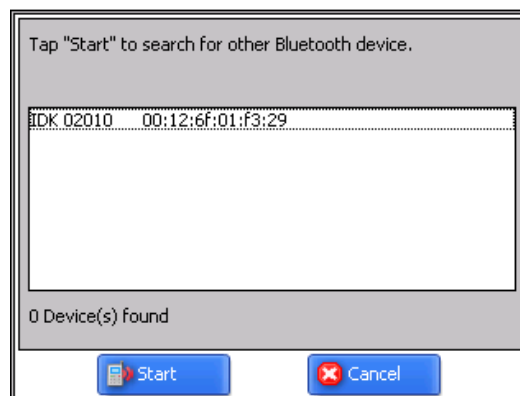 Tap "Start" to search for other Bluetooth device.
IDK 02010 00:12:6f:01:f3:29
0 Device(s) found
Start Cancel